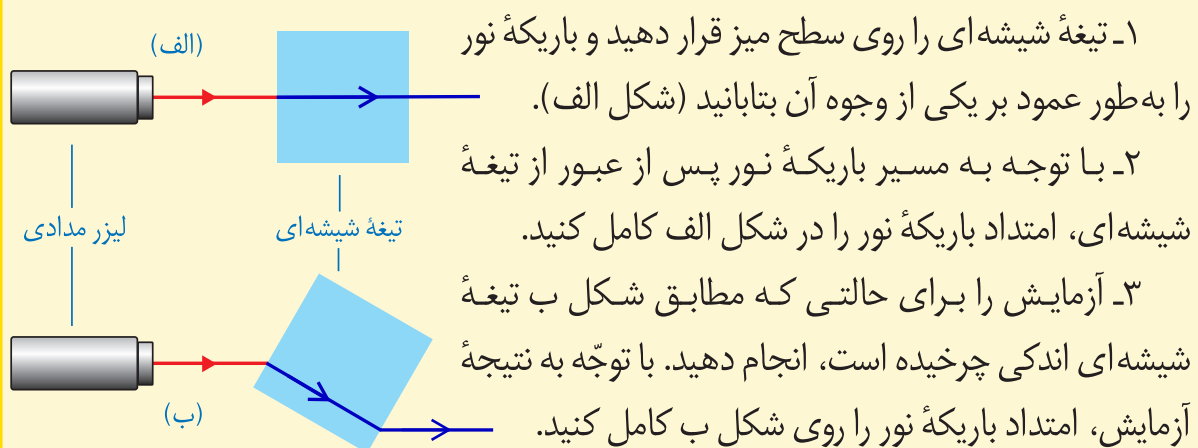 ۱ـ تیغهٔ شیشه‌ای را روی سطح میز قرار دهید و باریکهٔ نور
را به‌طور عمود بر یکی از وجوه آن بتابانید (شکل الف).
۲ـ با توجه به مسیر باریکهٔ نور پس از عبور از تیغهٔ
شیشه‌ای، امتداد باریکهٔ نور را در شکل الف کامل کنید.
۳ـ آزمایش را برای حالتی که مطابق شکل ب تیغهٔ
شیشه‌ای اندکی چرخیده است، انجام دهید. با توجّه به نتیجهٔ
آزمایش، امتداد باریکهٔ نور را روی شکل ب کامل کنید.
(الف)
تیغهٔ شیشه‌ای
لیزر مدادی
(ب)